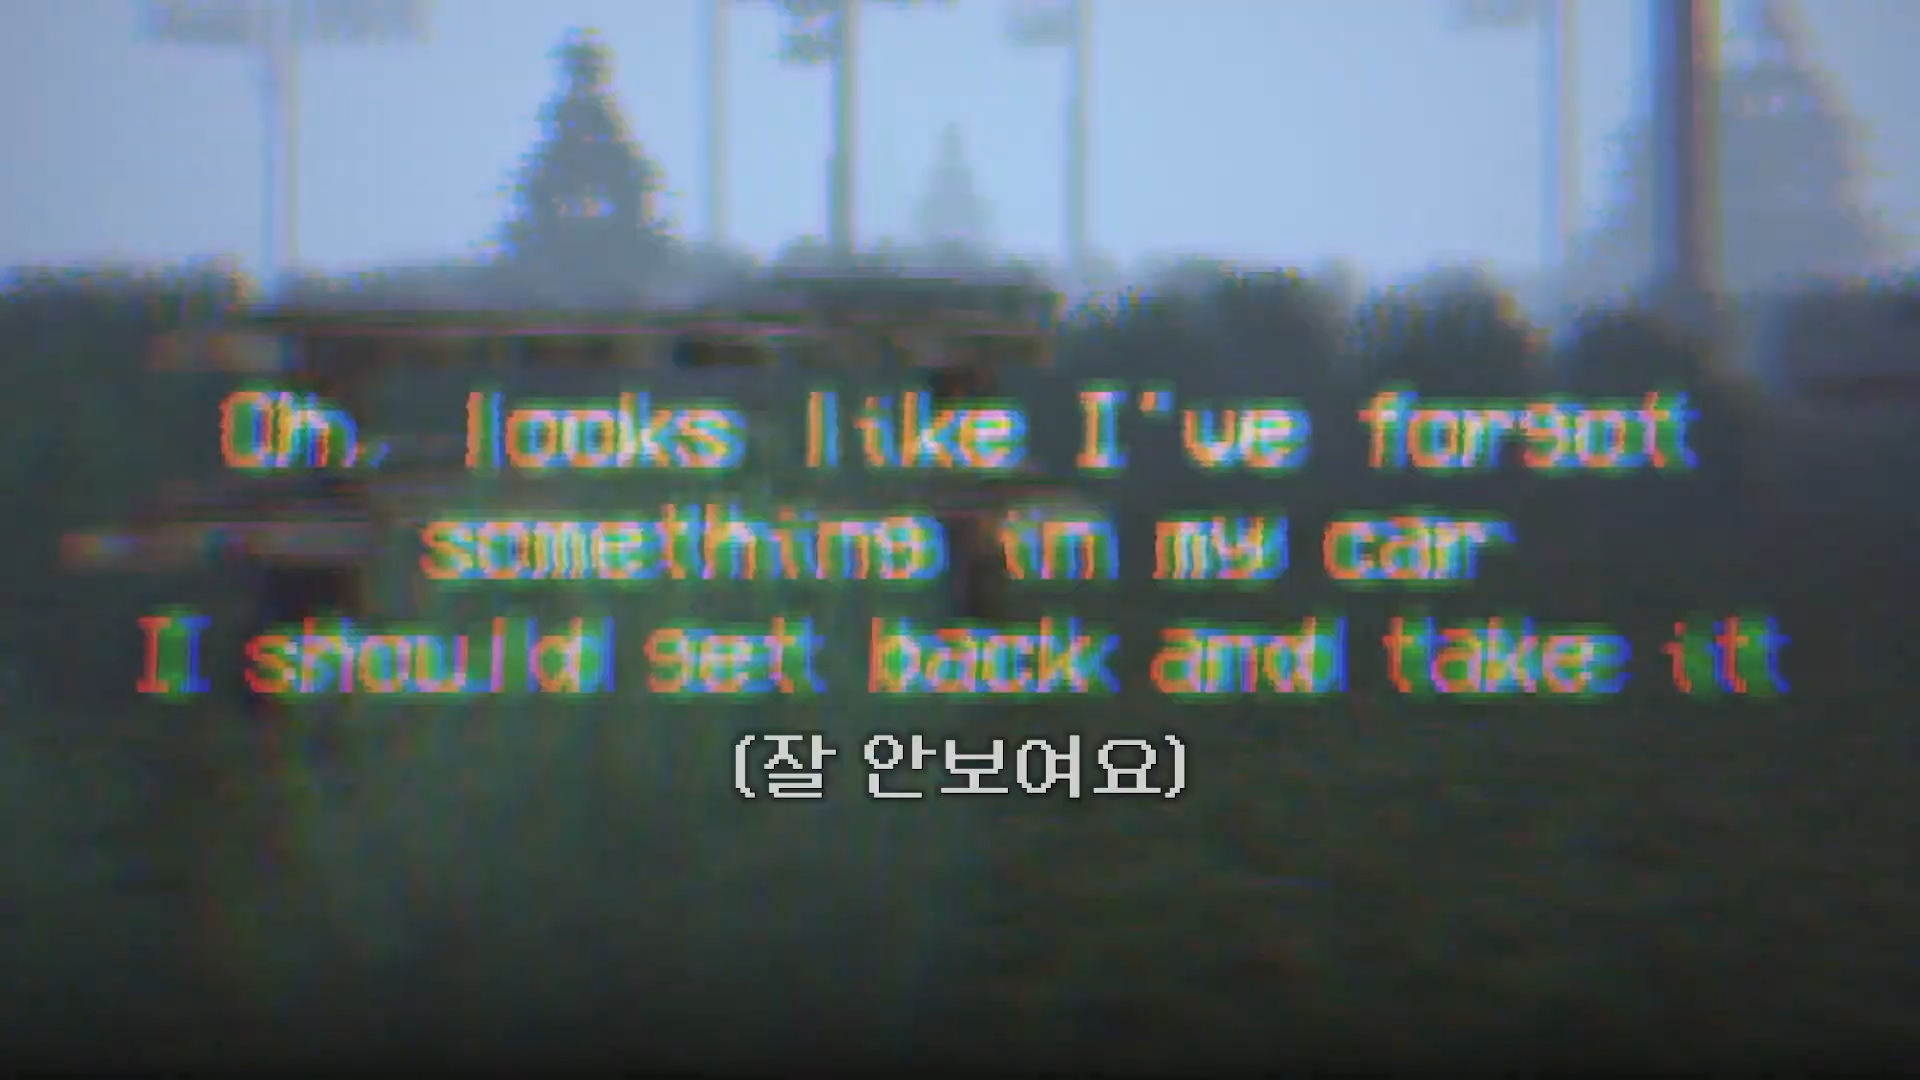 Oh, looks like I've forgot
something in my car
I should get back and take it
(잘 안보여요)